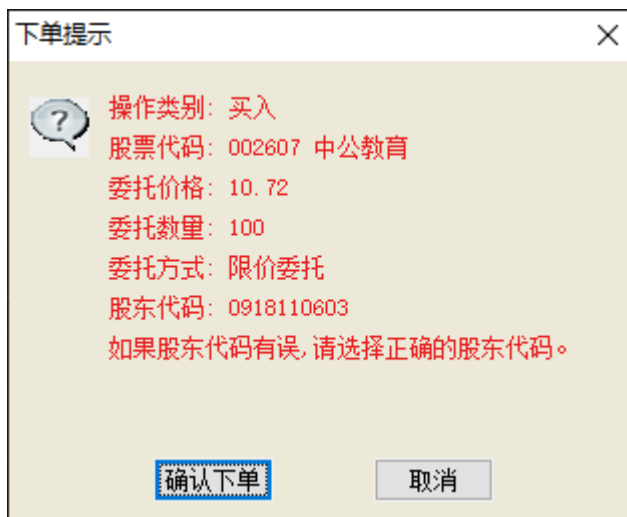 下单提示
操作类别: 买入
股票代码: 002607 中公教育
委托价格: 10.72
委托数量: 100
委托方式: 限价委托
股东代码: 0918110603
如果股东代码有误,请选择正确的股东代码。
确认下单 取消